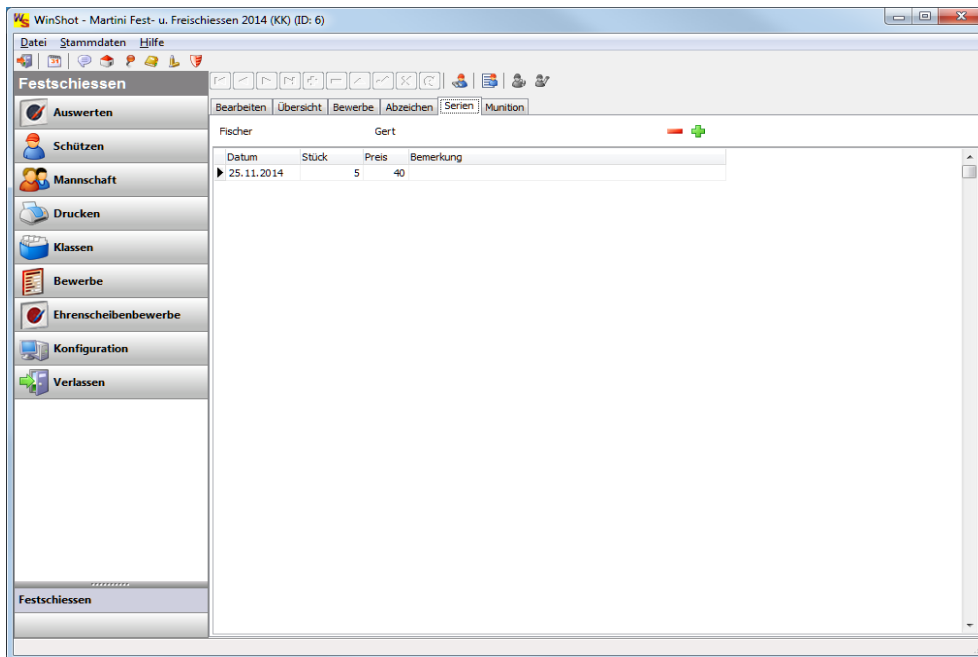 WinShot - Martini Fest- u. Freischiessen 2014 (KK) (ID: 6)
Datei Stammdaten Hilfe
Festschiessen
Auswerten
Schützen
Mannschaft
Drucken
Klassen
Bewerbe
Ehrenscheibenbewerbe
Konfiguration
Verlassen
Festschiessen
Bearbeiten Übersicht Bewerbe Abzeichen Serien Munition
Fischer Gert
Datum Stück Preis Bemerkung
25.11.2014 5 40